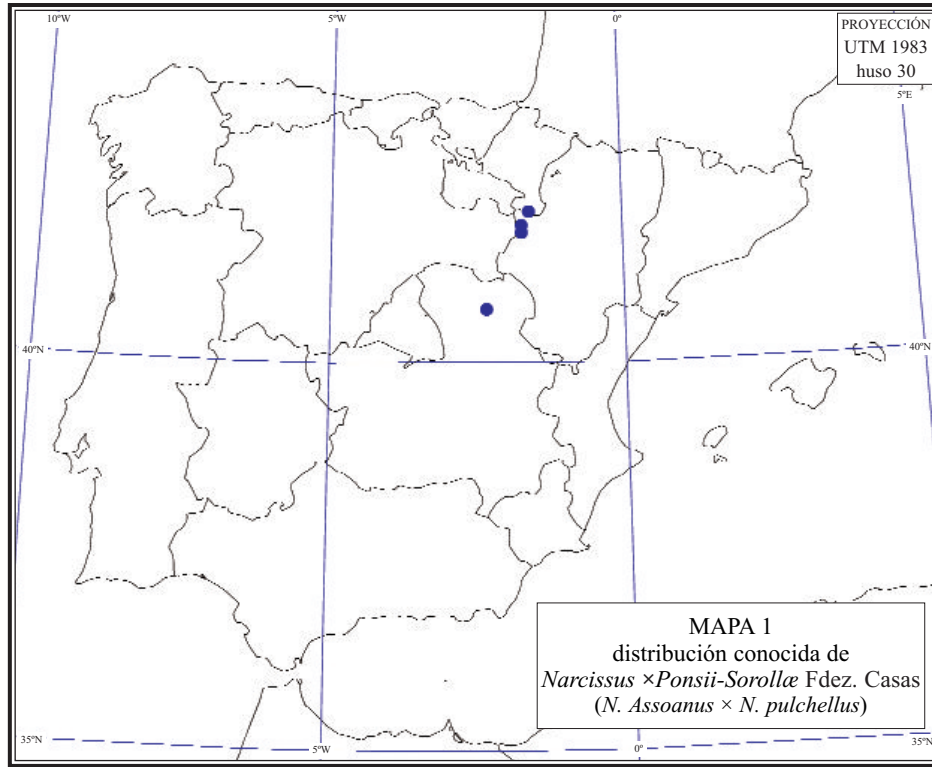 10ºW
5ºW
0º
PROYECCIÓN
UTM 1983
huso 30
5ºE
40ºN
40ºN
MAPA 1
distribución conocida de
Narcissus ×Ponsii-Sorollæ Fdez. Casas
(N. Assoanus × N. pulchellus)
35ºN
5ºW
0º
35ºN